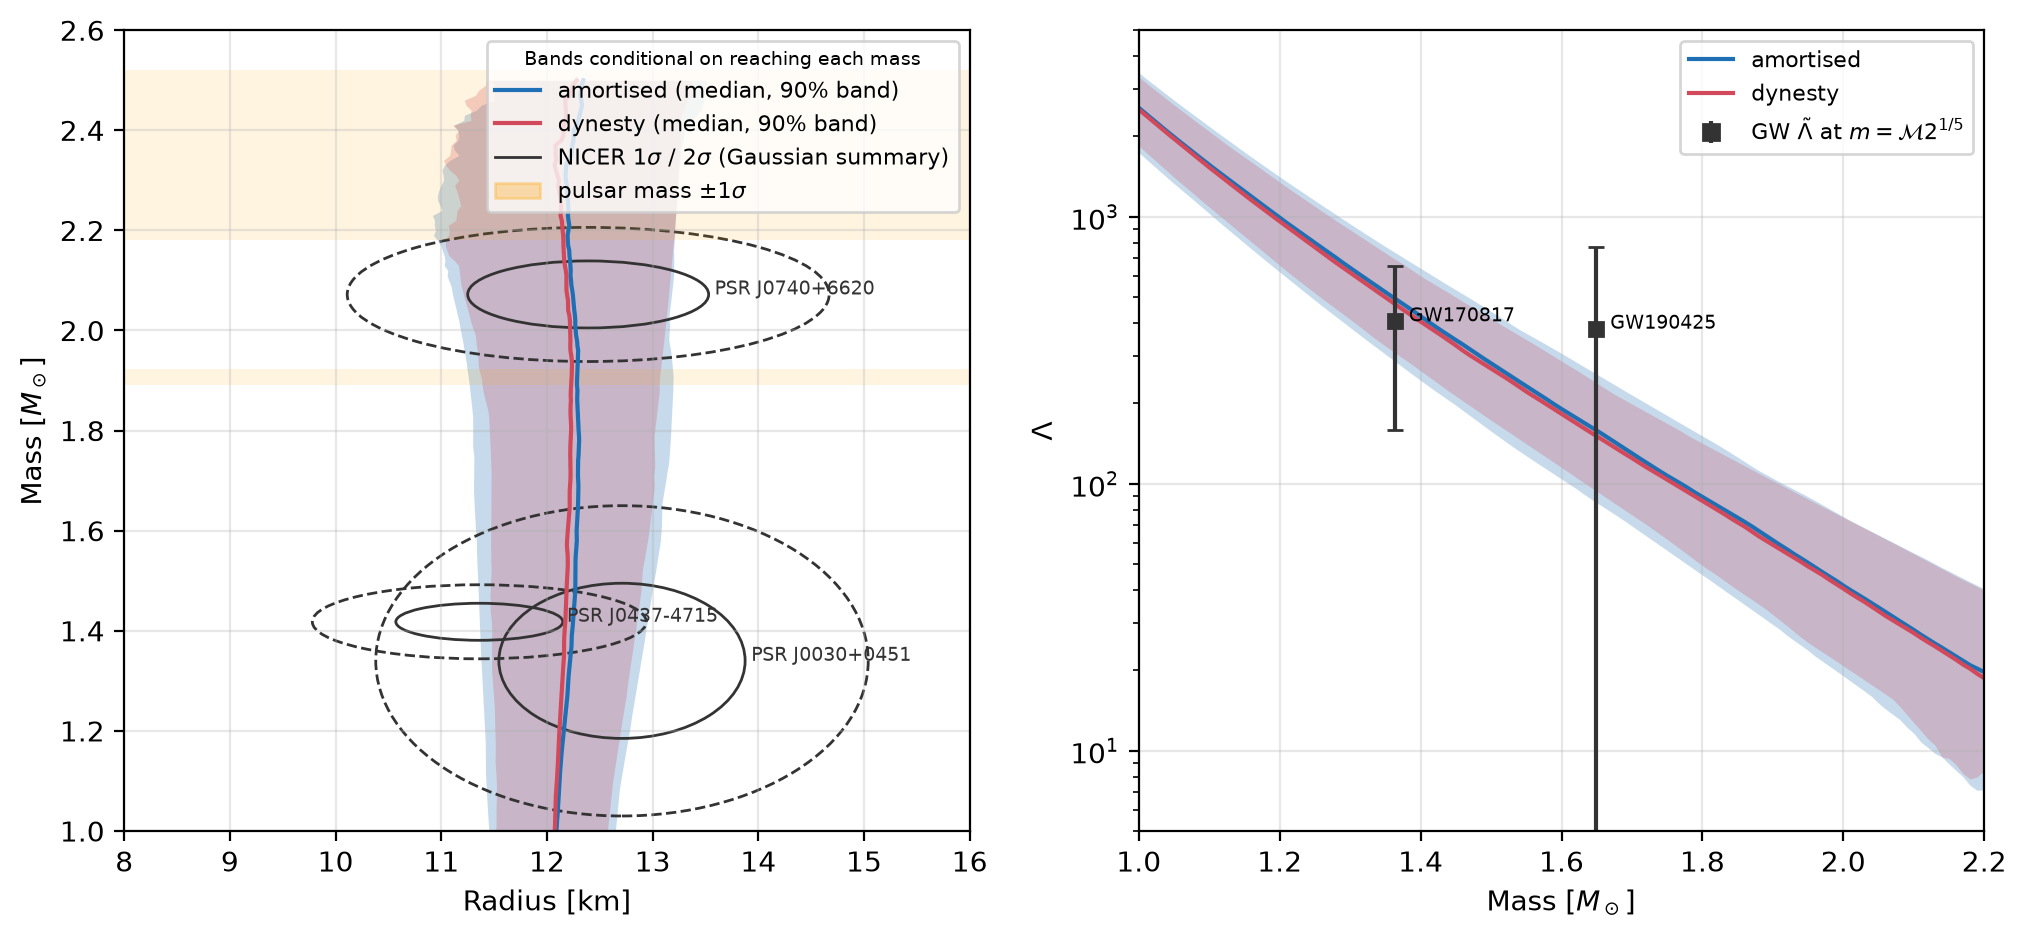 2.6
2.4
2.2
2.0
1.8
1.6
1.4
1.2
1.0
Mass [M⊙]
8 9 10 11 12 13 14 15 16
Radius [km]
Bands conditional on reaching each mass
amortised (median, 90% band)
dynesty (median, 90% band)
NICER 1σ / 2σ (Gaussian summary)
pulsar mass ±1σ
PSR J0740+6620
PSR J0437-4715
PSR J0030+0451
10³
10²
10¹
Λ
1.0 1.2 1.4 1.6 1.8 2.0 2.2
Mass [M⊙]
amortised
dynesty
GW Λ̃ at m = ℳ2^{1/5}
GW170817
GW190425